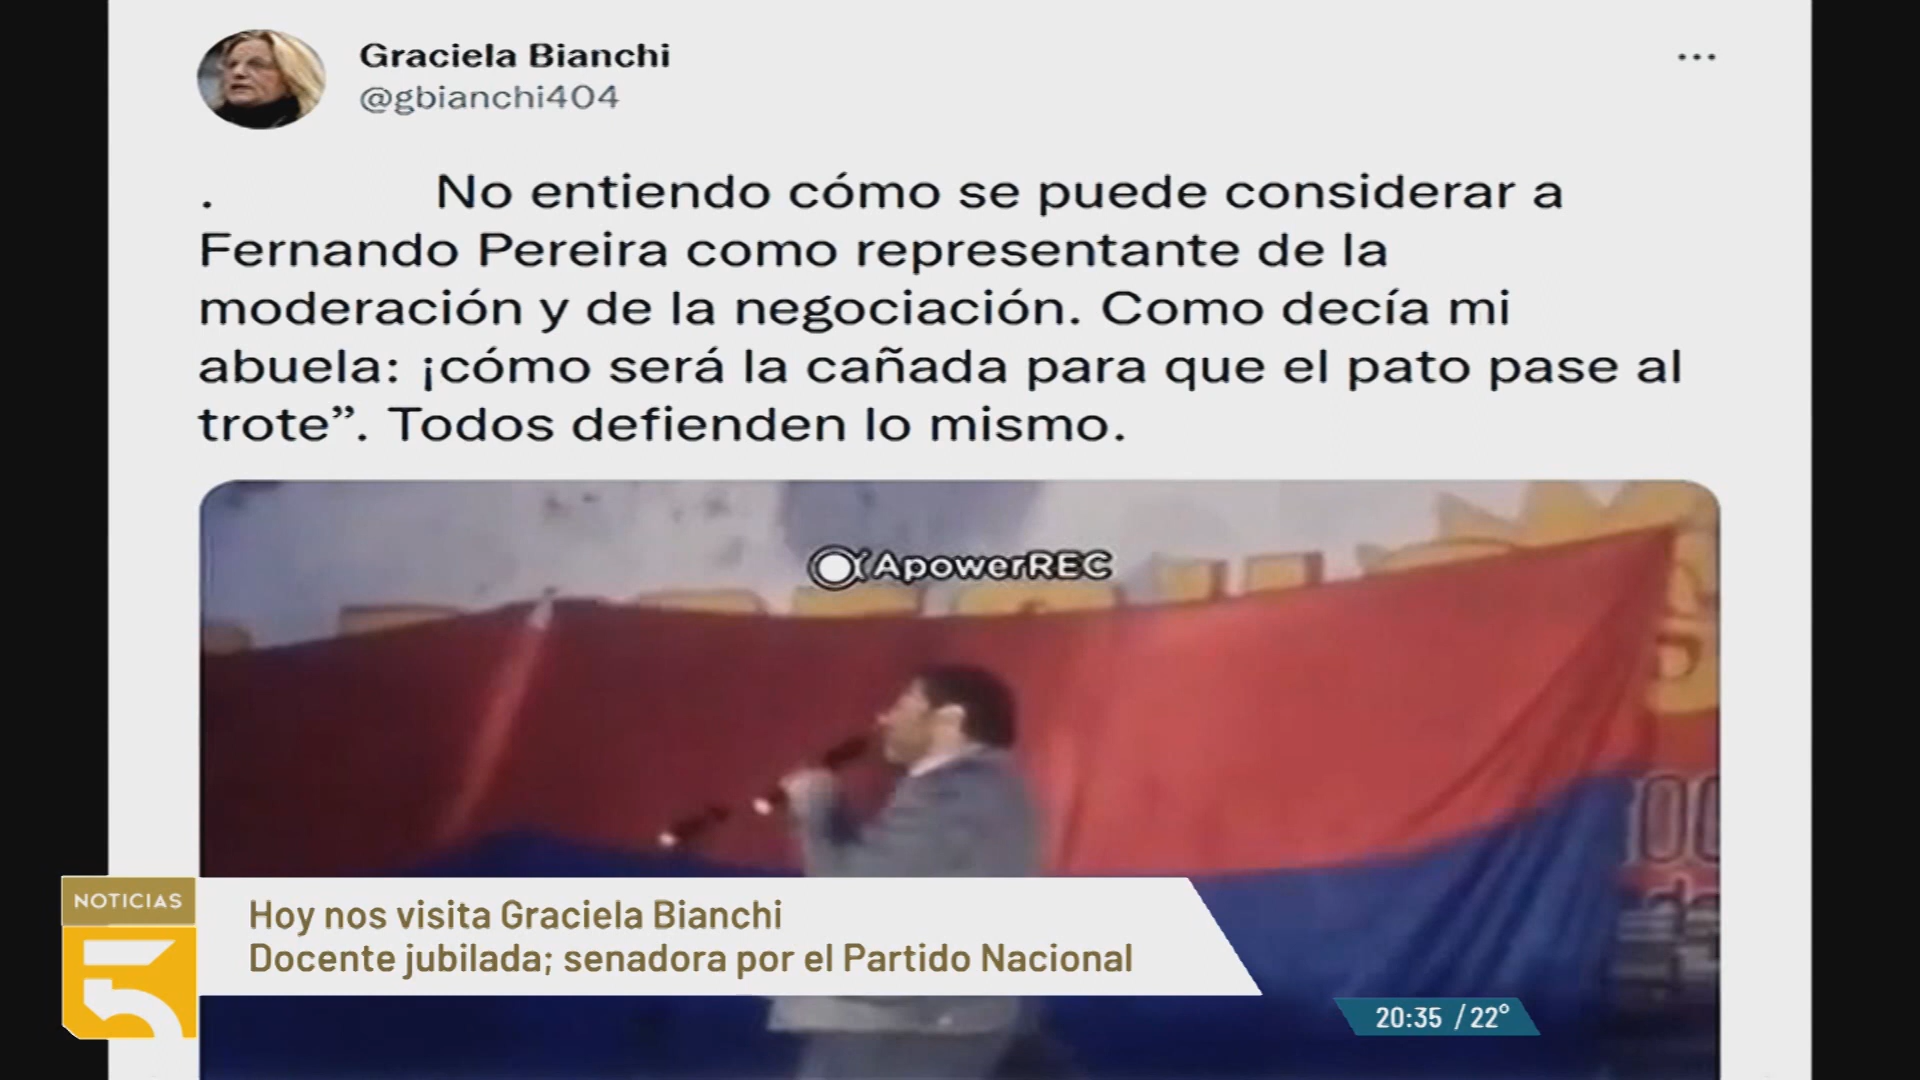 Graciela Bianchi
@gbianchi404
. No entiendo cómo se puede considerar a
Fernando Pereira como representante de la
moderación y de la negociación. Como decía mi
abuela: ¡cómo será la cañada para que el pato pase al
trote”. Todos defienden lo mismo.
ApowerREC
NOTICIAS
5
Hoy nos visita Graciela Bianchi
Docente jubilada; senadora por el Partido Nacional
20:35 / 22°